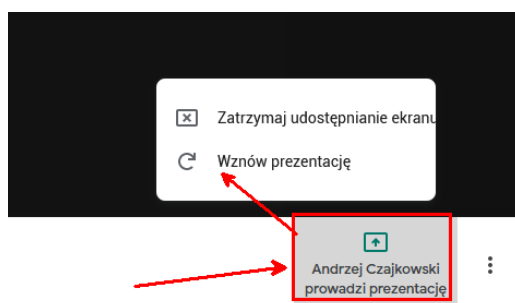 Zatrzymaj udostępnianie ekranu
Wznów prezentację
Andrzej Czajkowski
prowadzi prezentację